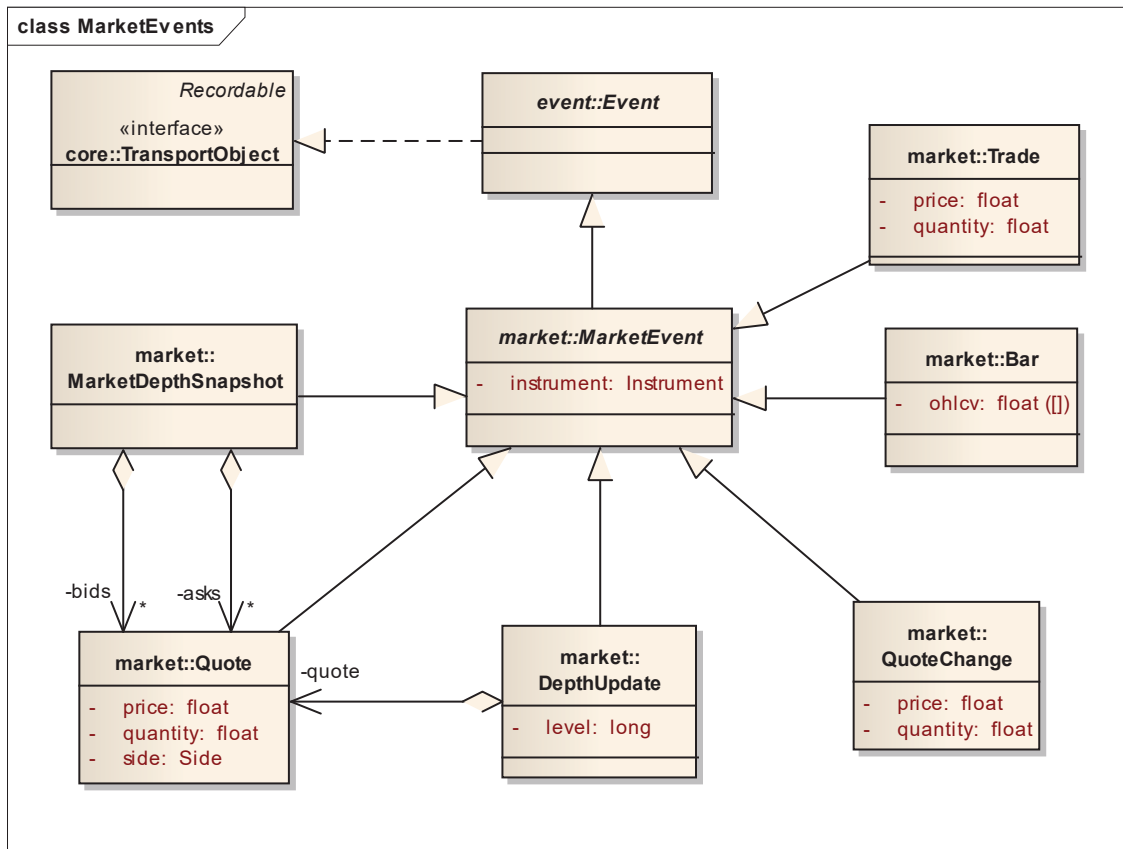 class MarketEvents
Recordable
«interface»
core::TransportObject
event::Event
market::Trade
- price: float
- quantity: float
market::
MarketDepthSnapshot
market::MarketEvent
- instrument: Instrument
market::Bar
- ohlcv: float ([])
-bids
*
-asks
*
market::Quote
- price: float
- quantity: float
- side: Side
-quote
market::
DepthUpdate
- level: long
market::
QuoteChange
- price: float
- quantity: float